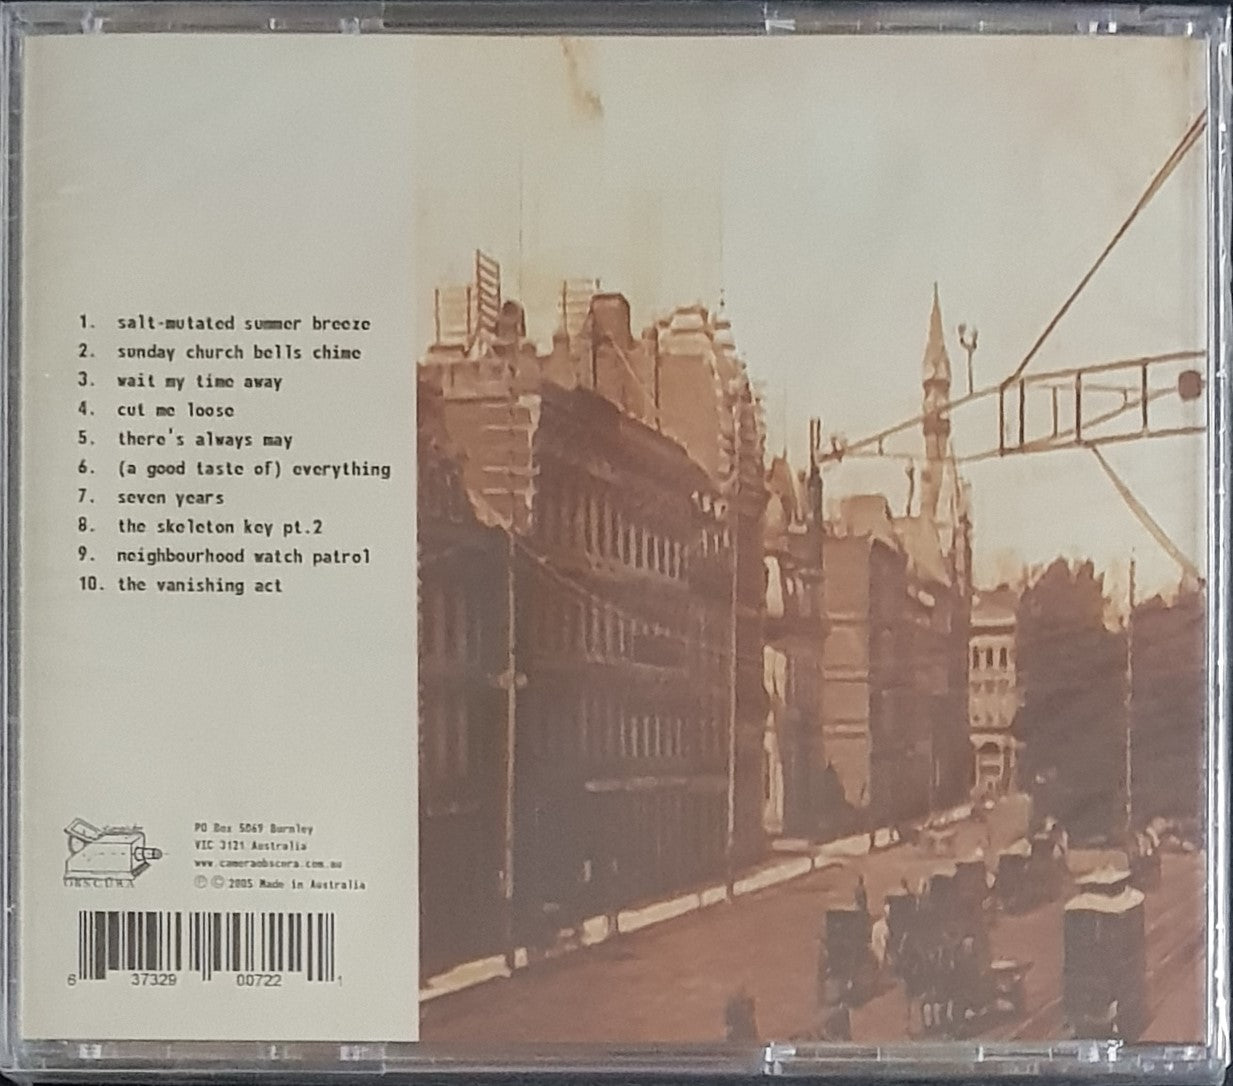 1. salt-mutated summer breeze
2. sunday church bells chime
3. wait my time away
4. cut me loose
5. there's always may
6. (a good taste of) everything
7. seven years
8. the skeleton key pt.2
9. neighbourhood watch patrol
10. the vanishing act
OBSCURA
PO Box 5069 Burnley
VIC 3121 Australia
www.cameraobscura.com.au
℗ © 2005 Made in Australia
6 37329 00722 1